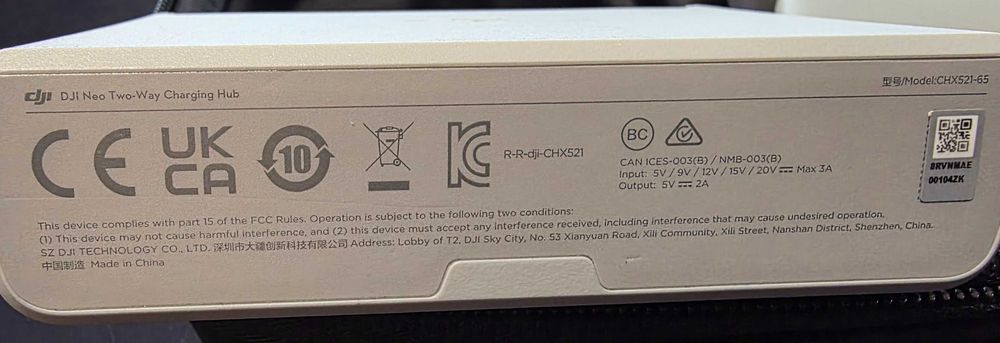 dji DJI Neo Two-Way Charging Hub
型号/Model:CHX521-65
CE UK CA 10 R-R-dji-CHX521
BC
CAN ICES-003(B) / NMB-003(B)
Input: 5V / 9V / 12V / 15V / 20V ⎓ Max 3A
Output: 5V ⎓ 2A
8RVNMAE
00104ZK
This device complies with part 15 of the FCC Rules. Operation is subject to the following two conditions:
(1) This device may not cause harmful interference, and (2) this device must accept any interference received, including interference that may cause undesired operation.
SZ DJI TECHNOLOGY CO., LTD. 深圳市大疆创新科技有限公司 Address: Lobby of T2, DJI Sky City, No. 53 Xianyuan Road, Xili Community, Xili Street, Nanshan District, Shenzhen, China.
中国制造 Made in China